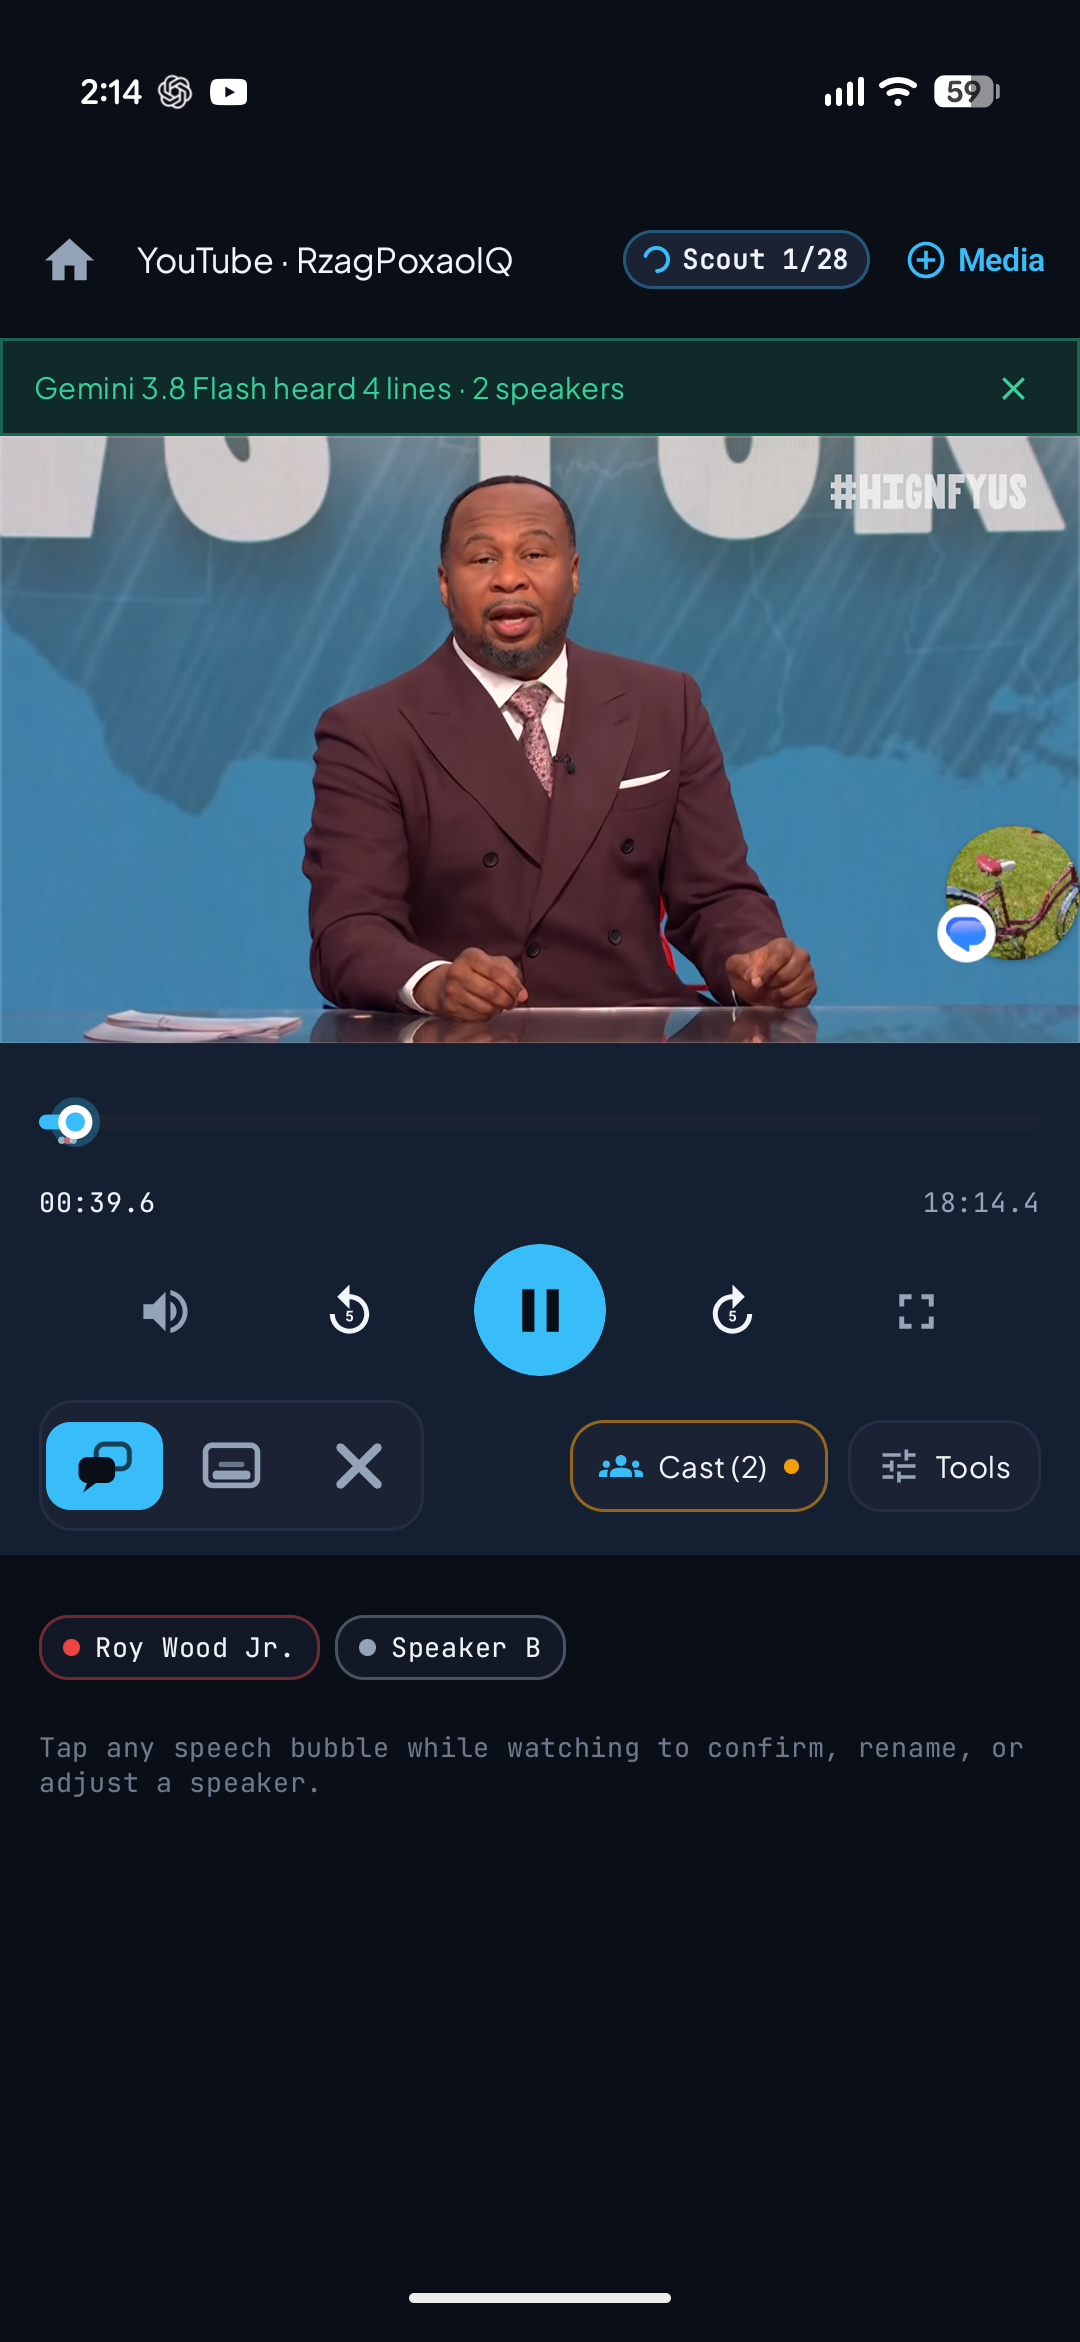 2:14
59
YouTube · RzagPoxaolQ
Scout 1/28
Media
Gemini 3.8 Flash heard 4 lines · 2 speakers
#HIGNFYUS
00:39.6
18:14.4
5
5
Cast (2)
Tools
Roy Wood Jr.
Speaker B
Tap any speech bubble while watching to confirm, rename, or
adjust a speaker.